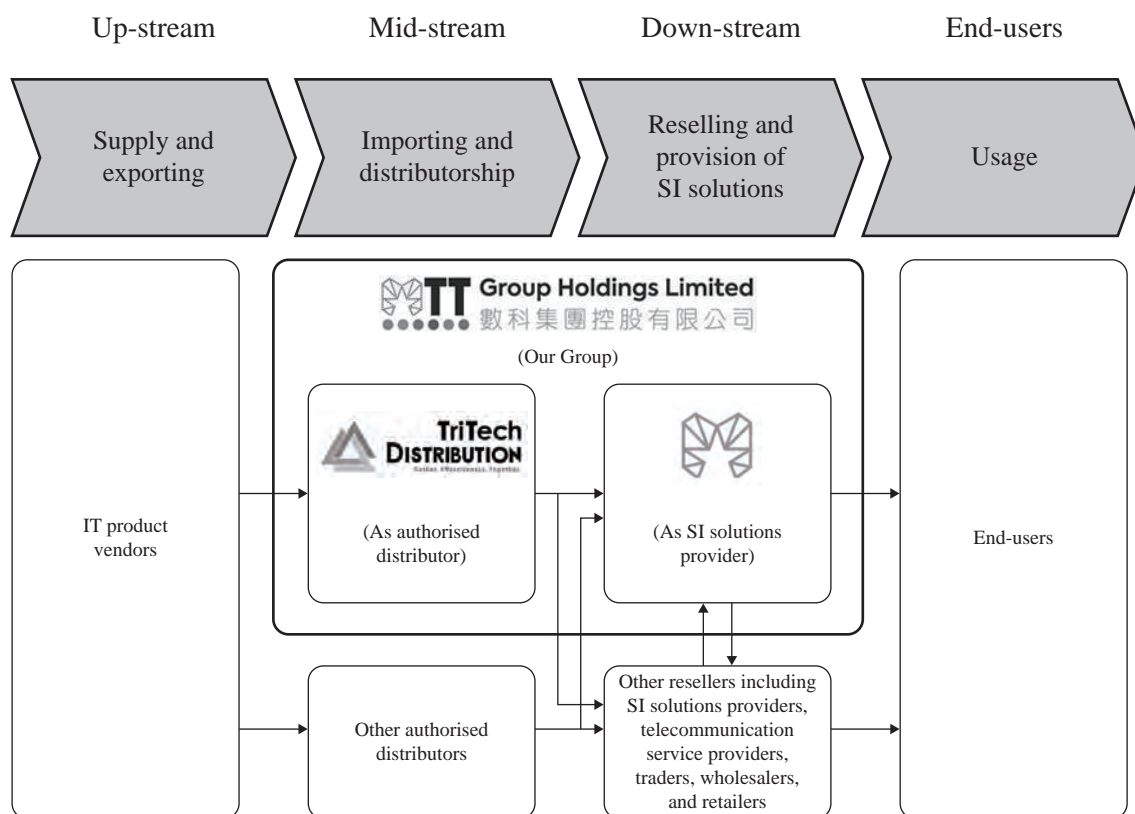 Up-stream
Mid-stream
Down-stream
End-users
Supply and
exporting
Importing and
distributorship
Reselling and
provision of
SI solutions
Usage
TT Group Holdings Limited
數科集團控股有限公司
(Our Group)
TriTech
DISTRIBUTION
(As authorised
distributor)
(As SI solutions
provider)
IT product
vendors
End-users
Other authorised
distributors
Other resellers including
SI solutions providers,
telecommunication
service providers,
traders, wholesalers,
and retailers